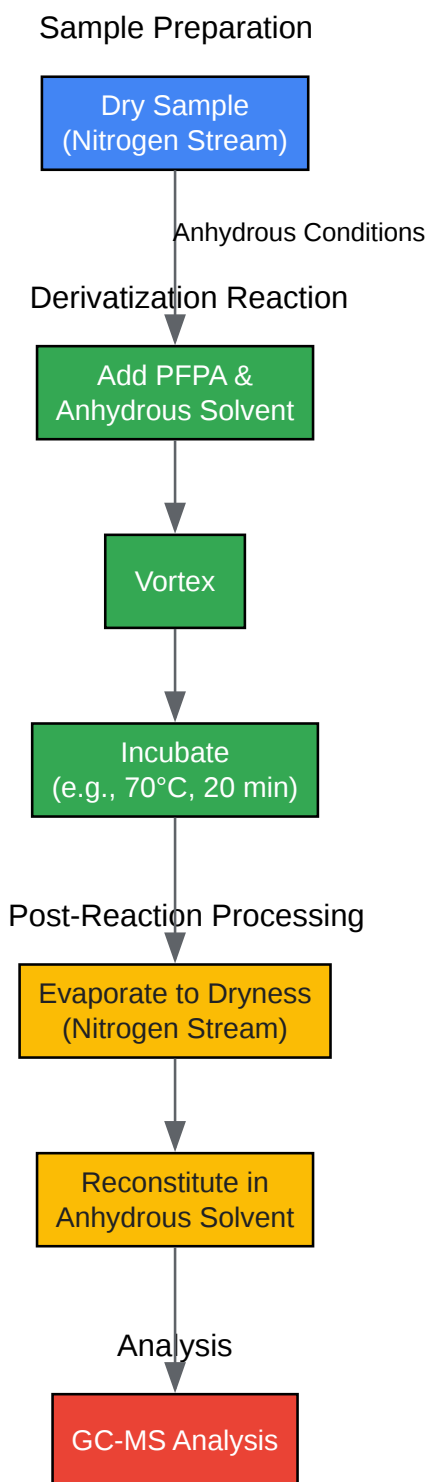 Sample Preparation
Dry Sample
(Nitrogen Stream)
Anhydrous Conditions
Derivatization Reaction
Add PFPA &
Anhydrous Solvent
Vortex
Incubate
(e.g., 70°C, 20 min)
Post-Reaction Processing
Evaporate to Dryness
(Nitrogen Stream)
Reconstitute in
Anhydrous Solvent
Analysis
GC-MS Analysis